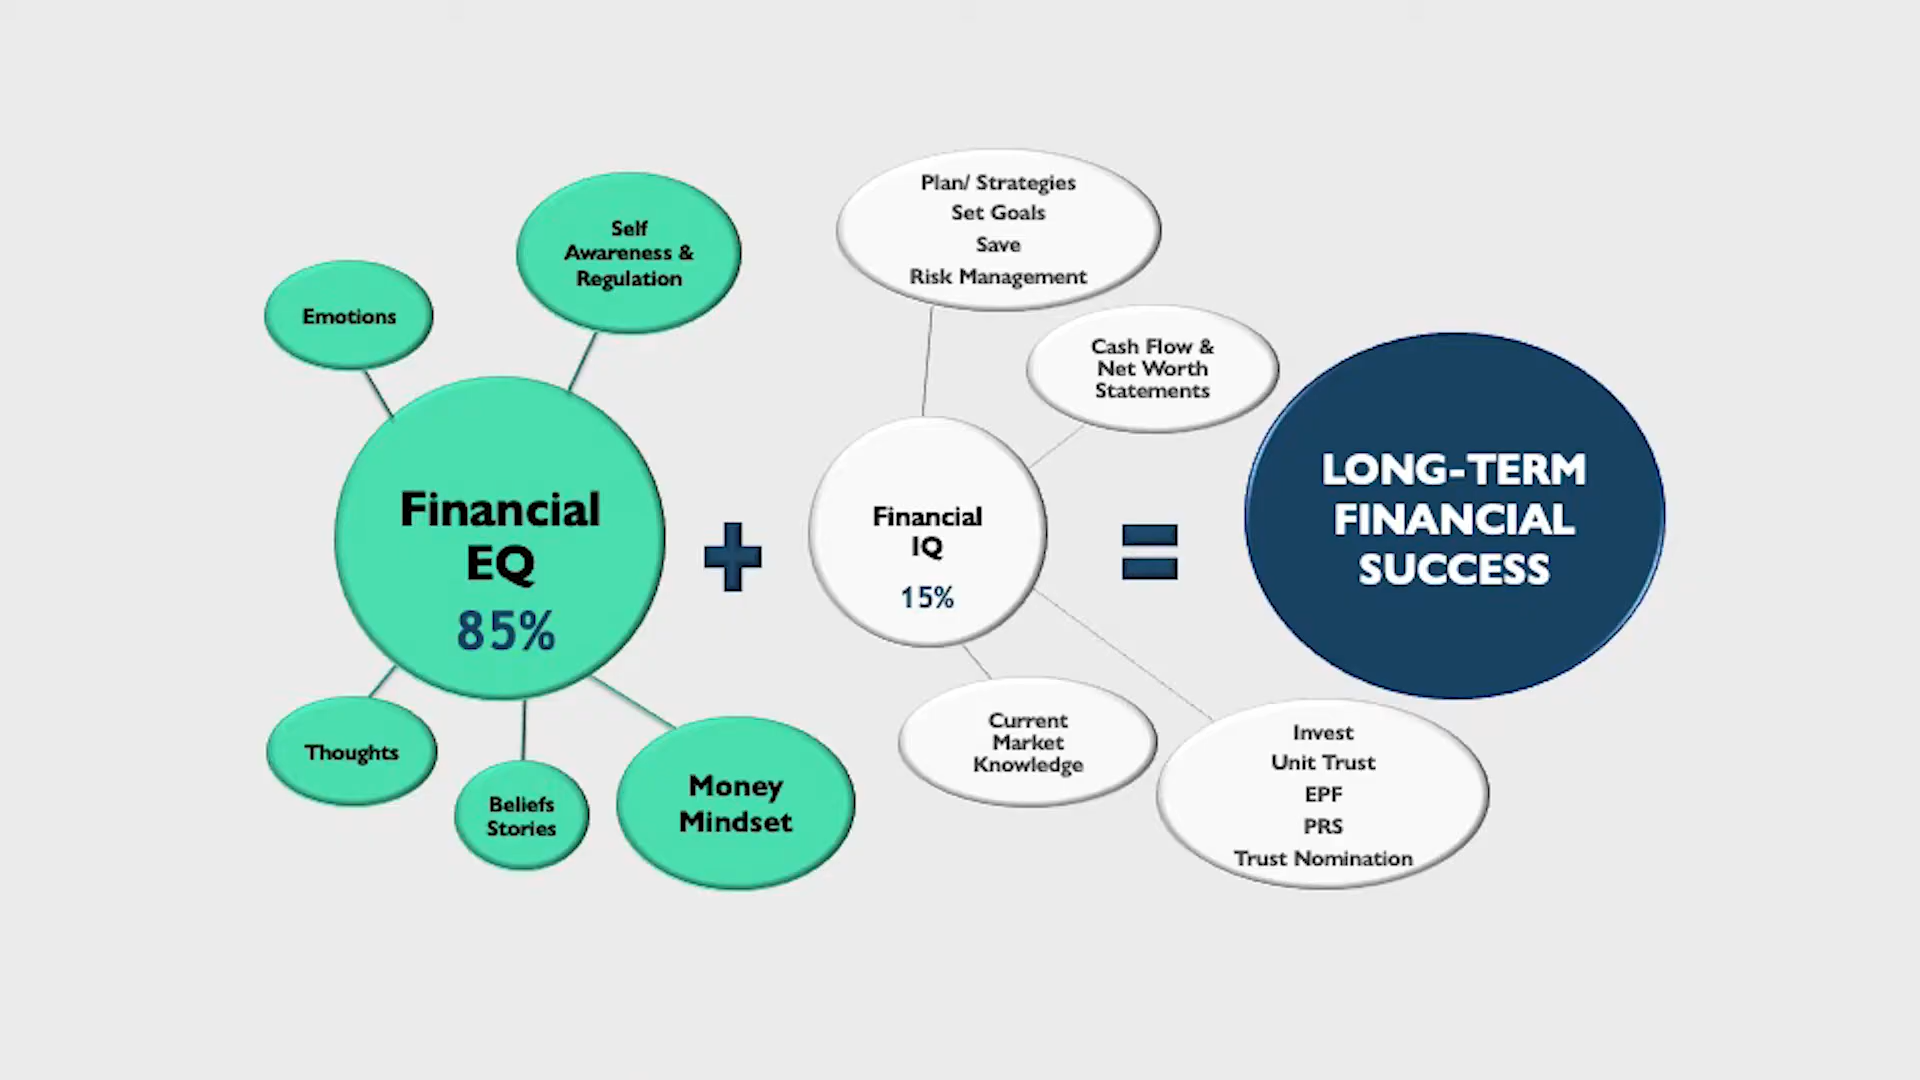 Self
Awareness &
Regulation
Emotions
Financial
EQ
85%
Thoughts
Beliefs
Stories
Money
Mindset
Plan/ Strategies
Set Goals
Save
Risk Management
Cash Flow &
Net Worth
Statements
Financial
IQ
15%
Current
Market
Knowledge
Invest
Unit Trust
EPF
PRS
Trust Nomination
LONG-TERM
FINANCIAL
SUCCESS